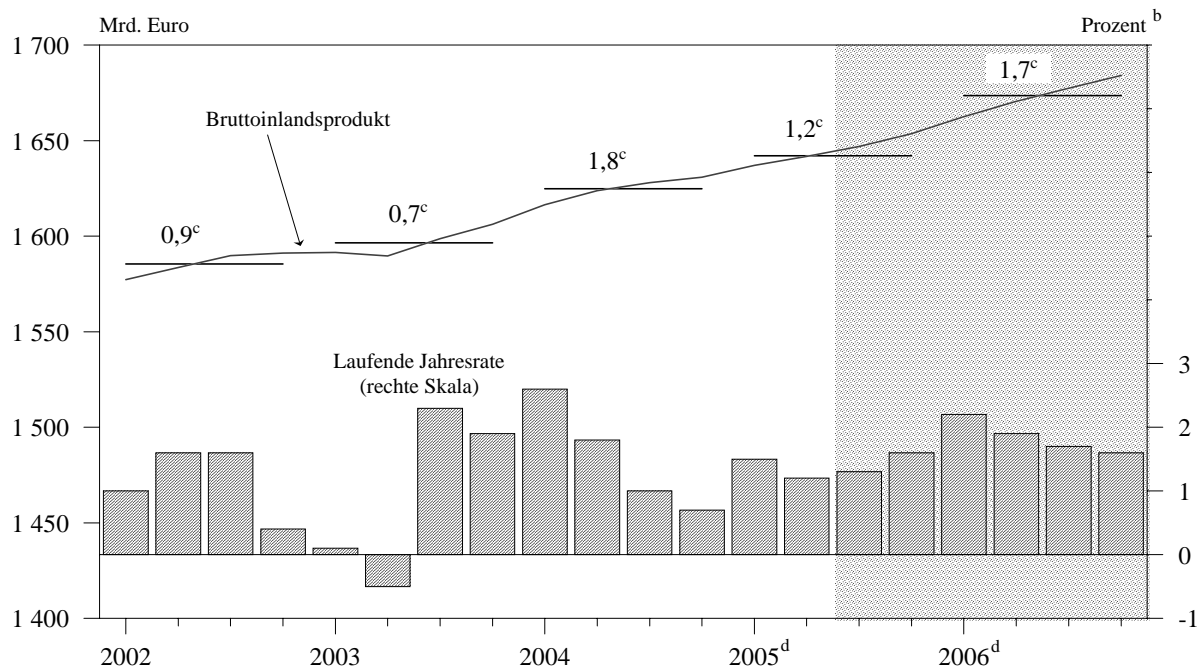 Mrd. Euro
Prozent b
1 700
1 650
1 600
1 550
1 500
1 450
1 400
Bruttoinlandsprodukt
0,9c
0,7c
1,8c
1,2c
1,7c
Laufende Jahresrate
(rechte Skala)
3
2
1
0
-1
2002
2003
2004
2005d
2006d